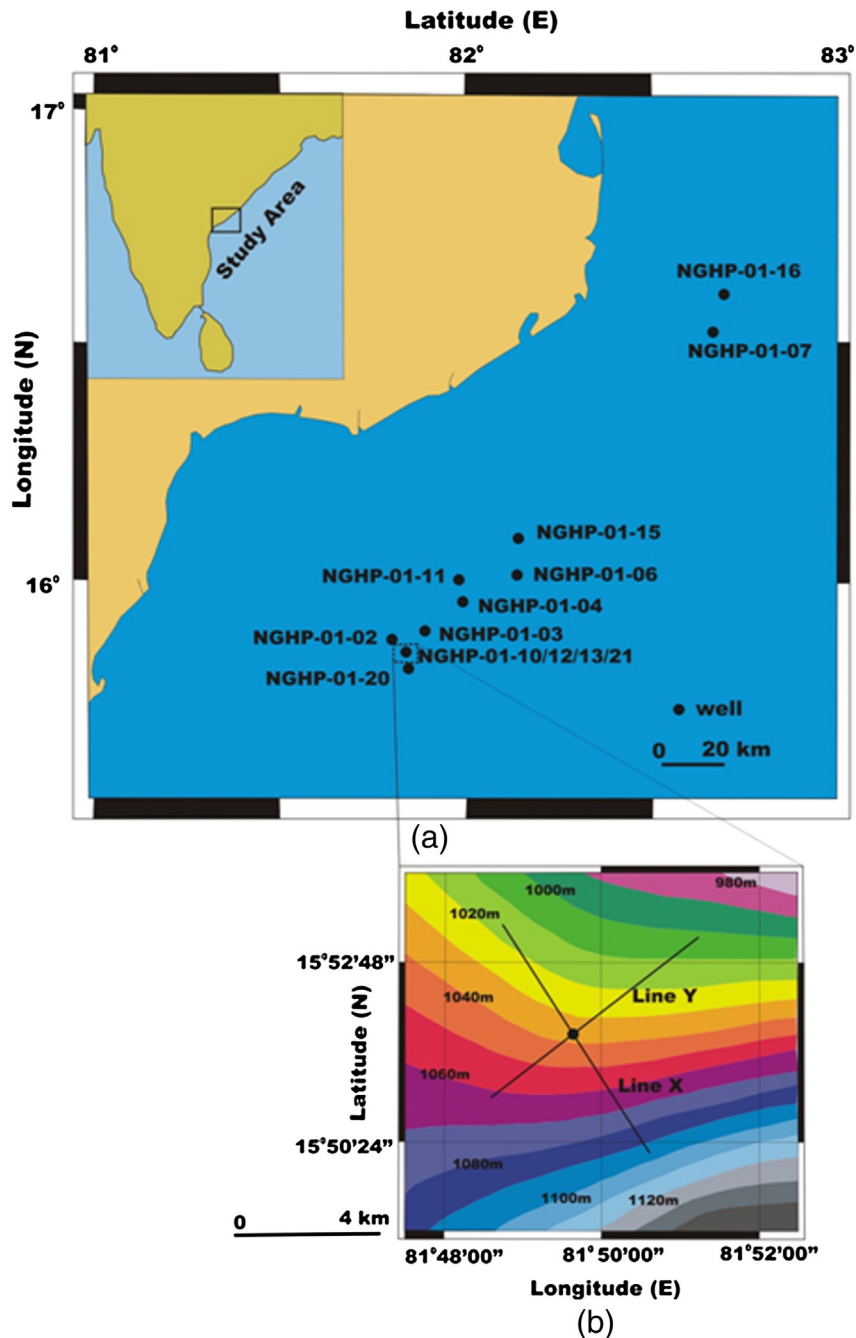 Latitude (E)
81° 82° 83°
17°
Study Area
NGHP-01-16
NGHP-01-07
Longitude (N)
NGHP-01-15
NGHP-01-11
NGHP-01-06
16°
NGHP-01-04
NGHP-01-02
NGHP-01-03
NGHP-01-10/12/13/21
NGHP-01-20
well
0 20 km
(a)
980m
1000m
1020m
15°52'48"
1040m
Line Y
Latitude (N)
1060m
Line X
15°50'24"
1080m
1100m
1120m
0 4 km
81°48'00" 81°50'00" 81°52'00"
Longitude (E)
(b)